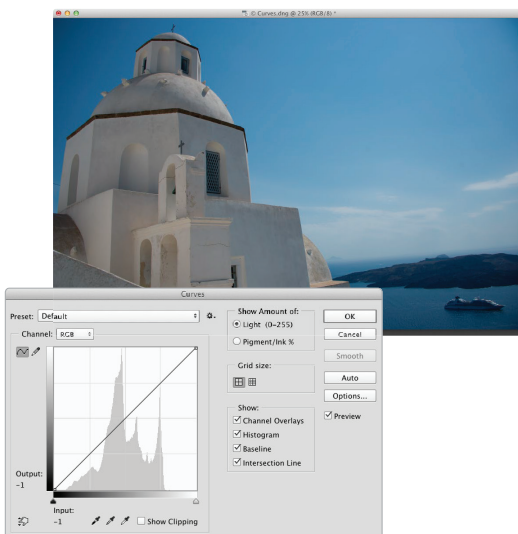 © Curves.dng @ 25% (RGB/8) *
Curves
Preset: Default
Channel: RGB
Output:
-1
Input:
-1
Show Clipping
Show Amount of:
Light (0-255)
Pigment/Ink %
Grid size:
Show:
Channel Overlays
Histogram
Baseline
Intersection Line
OK
Cancel
Smooth
Auto
Options...
Preview